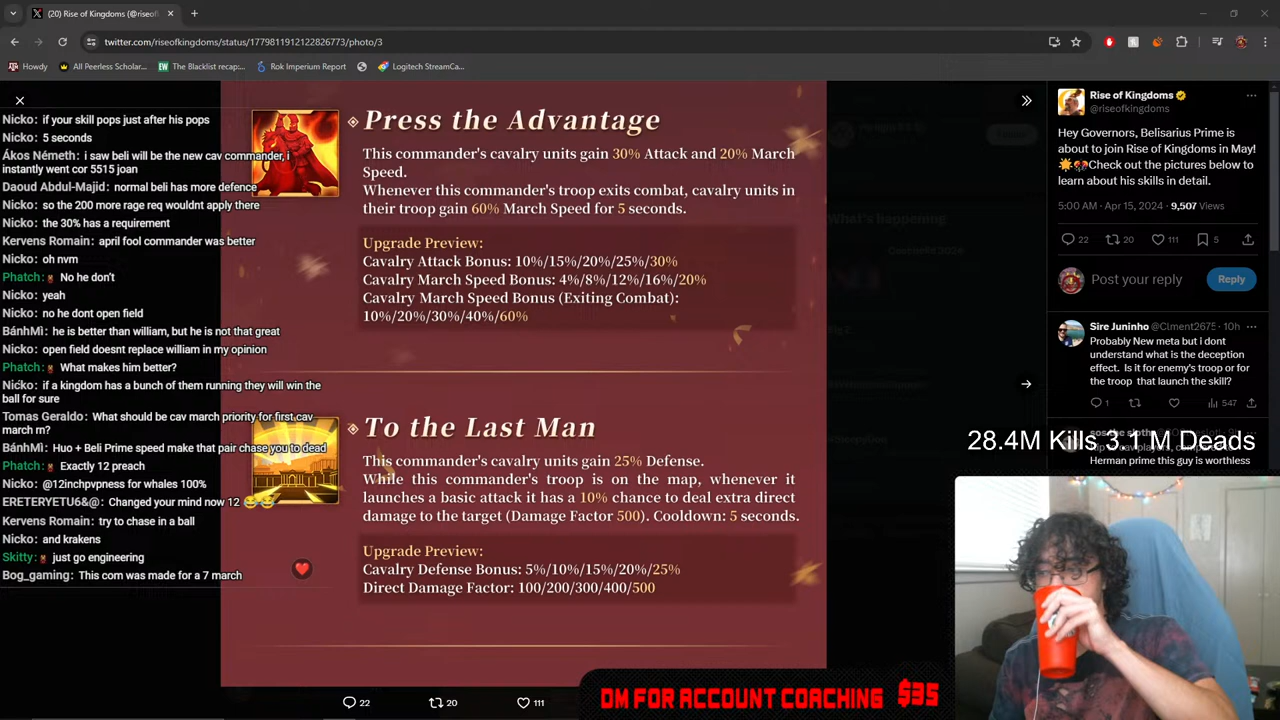 (20) Rise of Kingdoms (@riseof
twitter.com/riseofkingdoms/status/1779811912122826773/photo/3
Howdy
All Peerless Scholar...
The Blacklist recap:...
Rok Imperium Report
Logitech StreamCa...
Nicko: if your skill pops just after his pops
Nicko: 5 seconds
Ákos Németh: i saw beli will be the new cav commander, i
instantly went cor 5515 joan
Daoud Abdul-Majid: normal beli has more defence
Nicko: so the 200 more rage req wouldnt apply there
Nicko: the 30% has a requirement
Kervens Romain: april fool commander was better
Nicko: oh nvm
Phatch: No he don't
Nicko: yeah
Nicko: no he dont open field
BánhMì: he is better than william, but he is not that great
Nicko: open field doesnt replace william in my opinion
Phatch: What makes him better?
Nicko: if a kingdom has a bunch of them running they will win the
ball for sure
Tomas Geraldo: What should be cav march priority for first cav
march rn?
BánhMì: Huo + Beli Prime speed make that pair chase you to dead
Phatch: Exactly 12 preach
Nicko: @12inchpvpness for whales 100%
ERETERYETU6&@: Changed your mind now 12
Kervens Romain: try to chase in a ball
Nicko: and krakens
Skitty: just go engineering
Bog_gaming: This com was made for a 7 march
Press the Advantage
This commander's cavalry units gain 30% Attack and 20% March
Speed.
Whenever this commander's troop exits combat, cavalry units in
their troop gain 60% March Speed for 5 seconds.
Upgrade Preview:
Cavalry Attack Bonus: 10%/15%/20%/25%/30%
Cavalry March Speed Bonus: 4%/8%/12%/16%/20%
Cavalry March Speed Bonus (Exiting Combat):
10%/20%/30%/40%/60%
To the Last Man
This commander's cavalry units gain 25% Defense.
While this commander's troop is on the map, whenever it
launches a basic attack it has a 10% chance to deal extra direct
damage to the target (Damage Factor 500). Cooldown: 5 seconds.
Upgrade Preview:
Cavalry Defense Bonus: 5%/10%/15%/20%/25%
Direct Damage Factor: 100/200/300/400/500
22
20
111
Rise of Kingdoms
@riseofkingdoms
Hey Governors, Belisarius Prime is
about to join Rise of Kingdoms in May!
Check out the pictures below to
learn about his skills in detail.
5:00 AM · Apr 15, 2024 · 9,507 Views
22
20
111
5
Post your reply
Reply
Sire Juninho @Clment2675 · 10h
Probably New meta but i dont
understand what is the deception
effect. Is it for enemy's troop or for
the troop that launch the skill?
1
547
28.4M Kills 3.1 M Deads
Herman prime this guy is worthless
DM FOR ACCOUNT COACHING $35